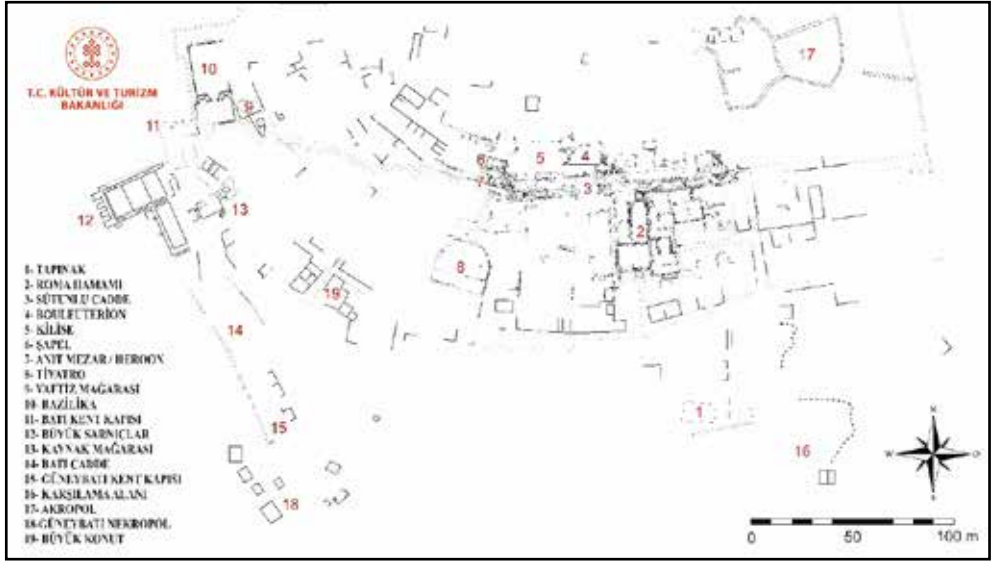 T.C. KÜLTÜR VE TURİZM
BAKANLIĞI
10
9
11
12
13
17
5
4
6
7
3
2
8
19
14
15
18
1
16
1- TAPINAK
2- ROMA HAMAMI
3- SÜTUNLU CADDE
4- BOULEUTERİON
5- KİLİSE
6- ŞAPEL
7- ANIT MEZAR / HEROON
8- TİYATRO
9- VAFTİZ MAĞARASI
10- BAZİLİKA
11- BATI KENT KAPISI
12- BÜYÜK SARNIÇLAR
13- KAYNAK MAĞARASI
14- BATI CADDE
15- GÜNEYBATI KENT KAPISI
16- KARŞILAMA ALANI
17- AKROPOL
18-GÜNEYBATI NEKROPOL
19- BÜYÜK KONUT
N
W
S
0 50 100 m